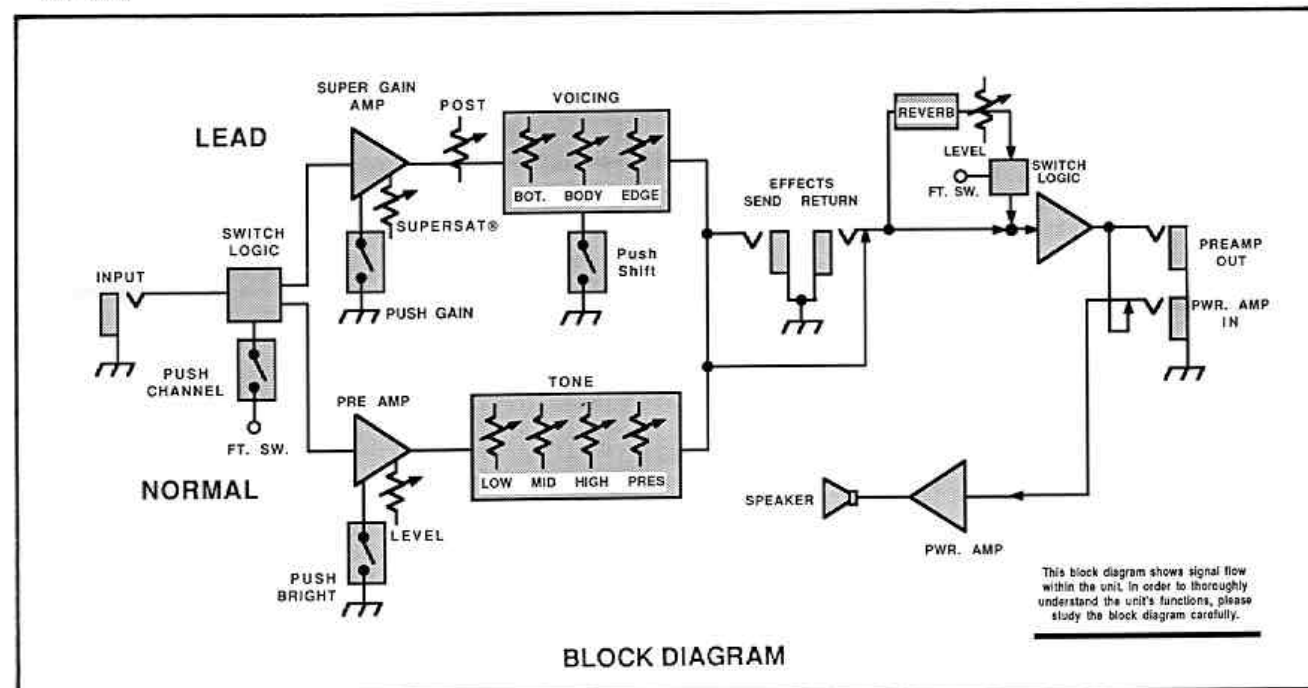 SUPER GAIN
AMP
POST
VOICING
LEAD
REVERB
LEVEL
SWITCH
LOGIC
FT. SW.
BOT. BODY EDGE
EFFECTS
SEND RETURN
SUPERSAT®
SWITCH
LOGIC
Push
Shift
INPUT
PREAMP
OUT
PUSH GAIN
PWR. AMP
IN
PUSH
CHANNEL
TONE
PRE AMP
FT. SW.
LOW MID HIGH PRES
NORMAL
SPEAKER
LEVEL
PWR. AMP
PUSH
BRIGHT
This block diagram shows signal flow
within the unit. In order to thoroughly
understand the unit's functions, please
study the block diagram carefully.
BLOCK DIAGRAM